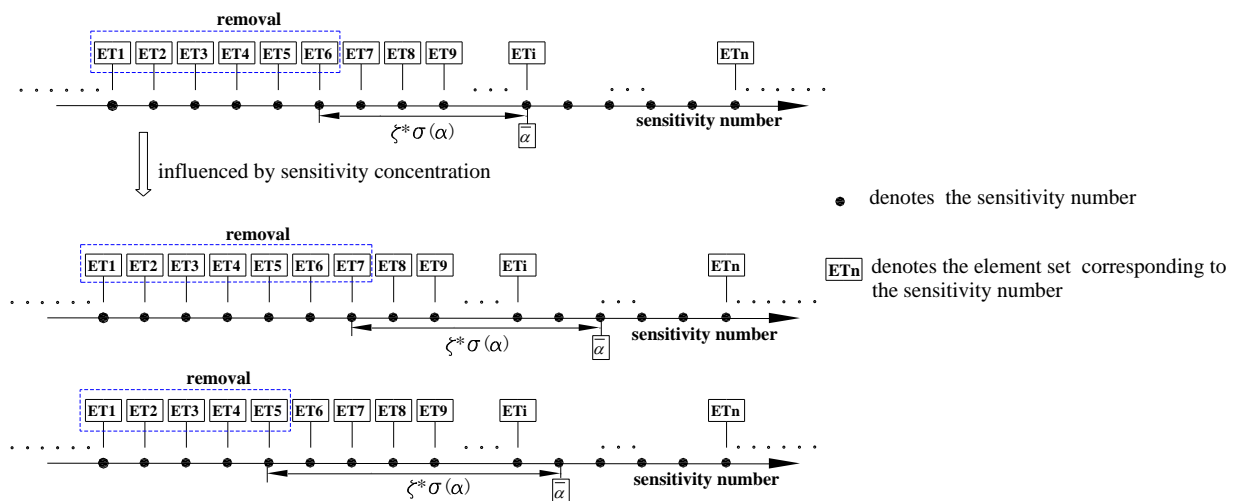 removal
ET1 ET2 ET3 ET4 ET5 ET6 ET7 ET8 ET9 ETi ETn
sensitivity number
ζ*σ(α)
α̅
influenced by sensitivity concentration
denotes the sensitivity number
removal
ET1 ET2 ET3 ET4 ET5 ET6 ET7 ET8 ET9 ETi ETn
ETn denotes the element set corresponding to
the sensitivity number
sensitivity number
ζ*σ(α)
α̅
removal
ET1 ET2 ET3 ET4 ET5 ET6 ET7 ET8 ET9 ETi ETn
sensitivity number
ζ*σ(α)
α̅